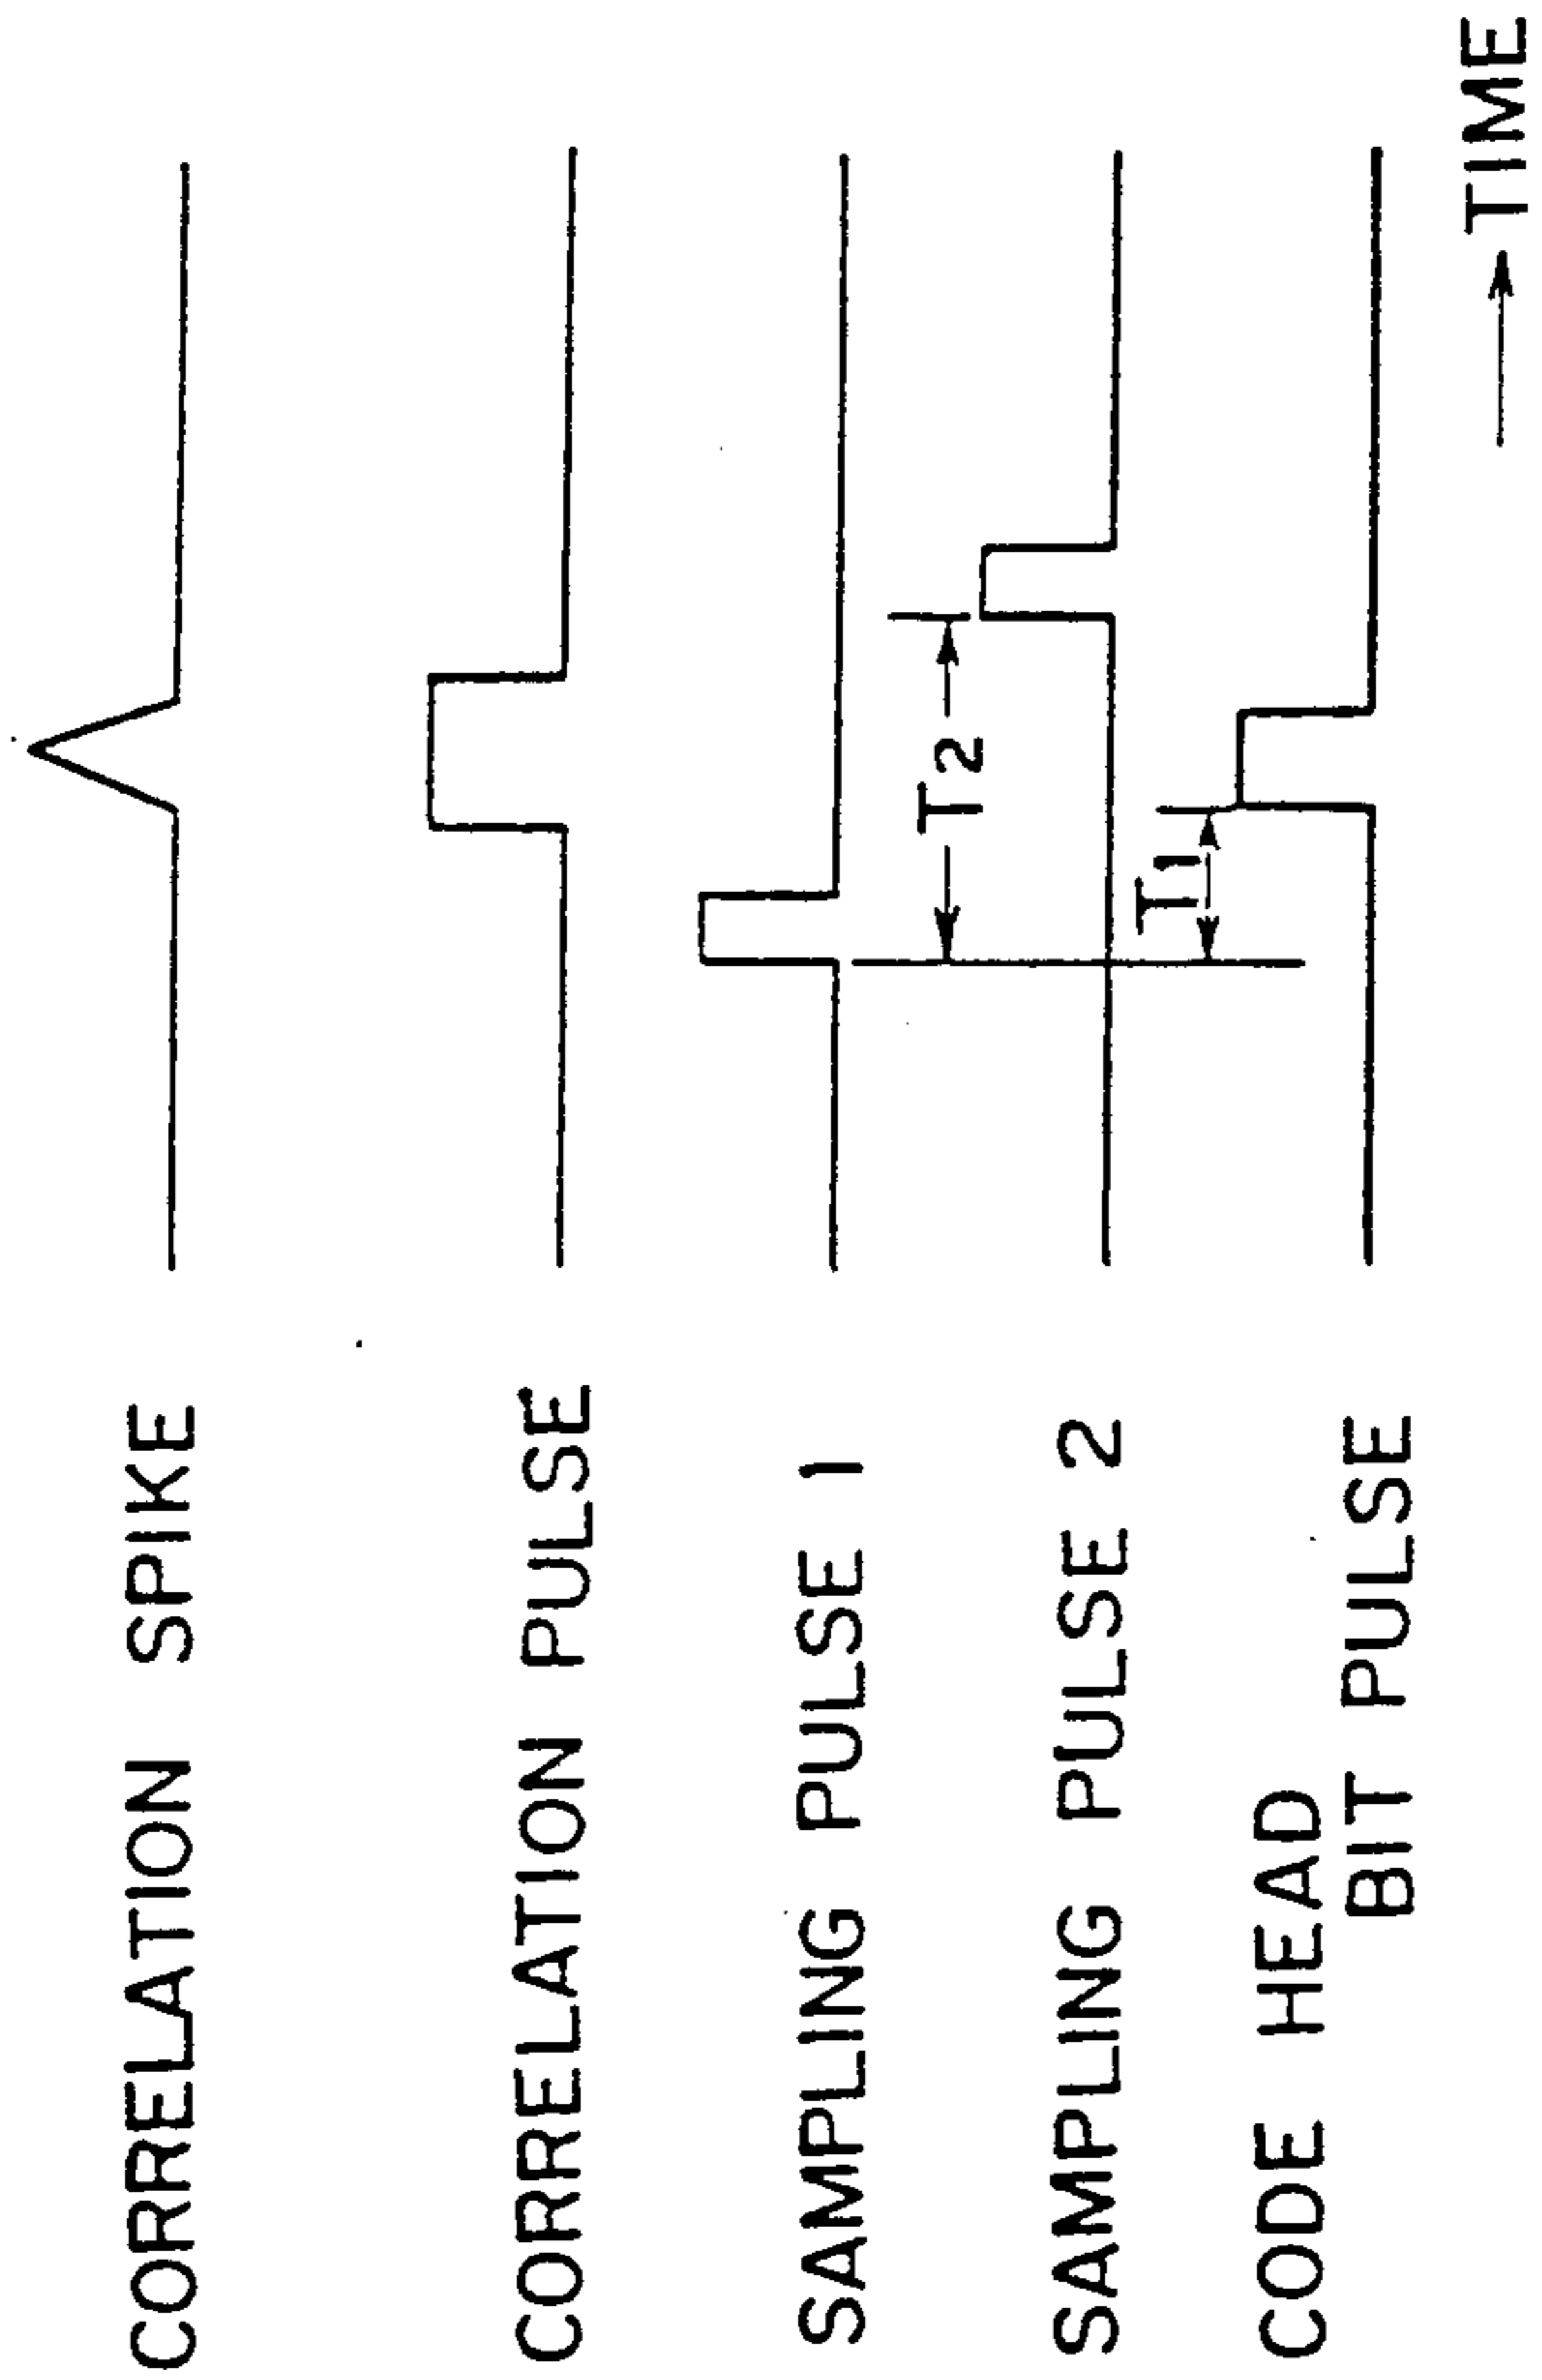 CORRELATION SPIKE
CORRELATION PULSE
SAMPLING PULSE 1
T2
SAMPLING PULSE 2
T1
CODE HEAD
BIT PULSE
TIME